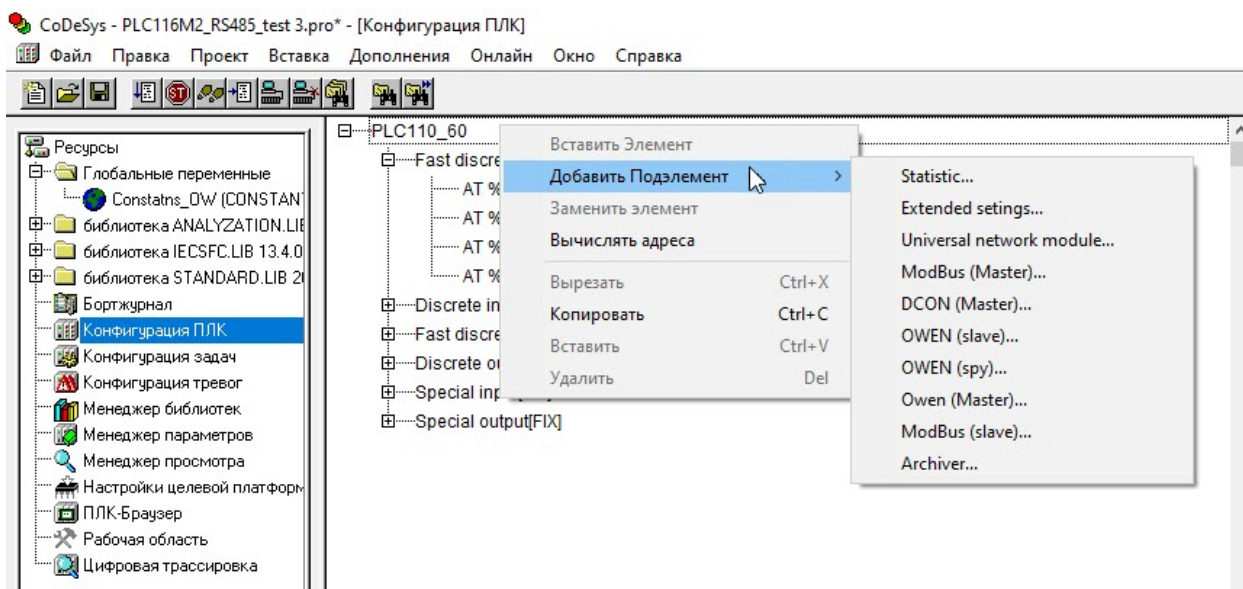 CoDeSys - PLC116M2_RS485_test 3.pro* - [Конфигурация ПЛК]
Файл Правка Проект Вставка Дополнения Онлайн Окно Справка
Ресурсы
Глобальные переменные
Constatns_OW (CONSTAN
библиотека ANALYZATION.LI
библиотека IECSFC.LIB 13.4.0
библиотека STANDARD.LIB 2
Бортжурнал
Конфигурация ПЛК
Конфигурация задач
Конфигурация тревог
Менеджер библиотек
Менеджер параметров
Менеджер просмотра
Настройки целевой платформ
ПЛК-Браузер
Рабочая область
Цифровая трассировка
PLC110_60
Fast discre
AT %
AT %
AT %
AT %
Discrete in
Fast discre
Discrete ou
Special inp
Special output[FIX]
Вставить Элемент
Добавить Подэлемент
Заменить элемент
Вычислять адреса
Вырезать Ctrl+X
Копировать Ctrl+C
Вставить Ctrl+V
Удалить Del
Statistic...
Extended setings...
Universal network module...
ModBus (Master)...
DCON (Master)...
OWEN (slave)...
OWEN (spy)...
Owen (Master)...
ModBus (slave)...
Archiver...